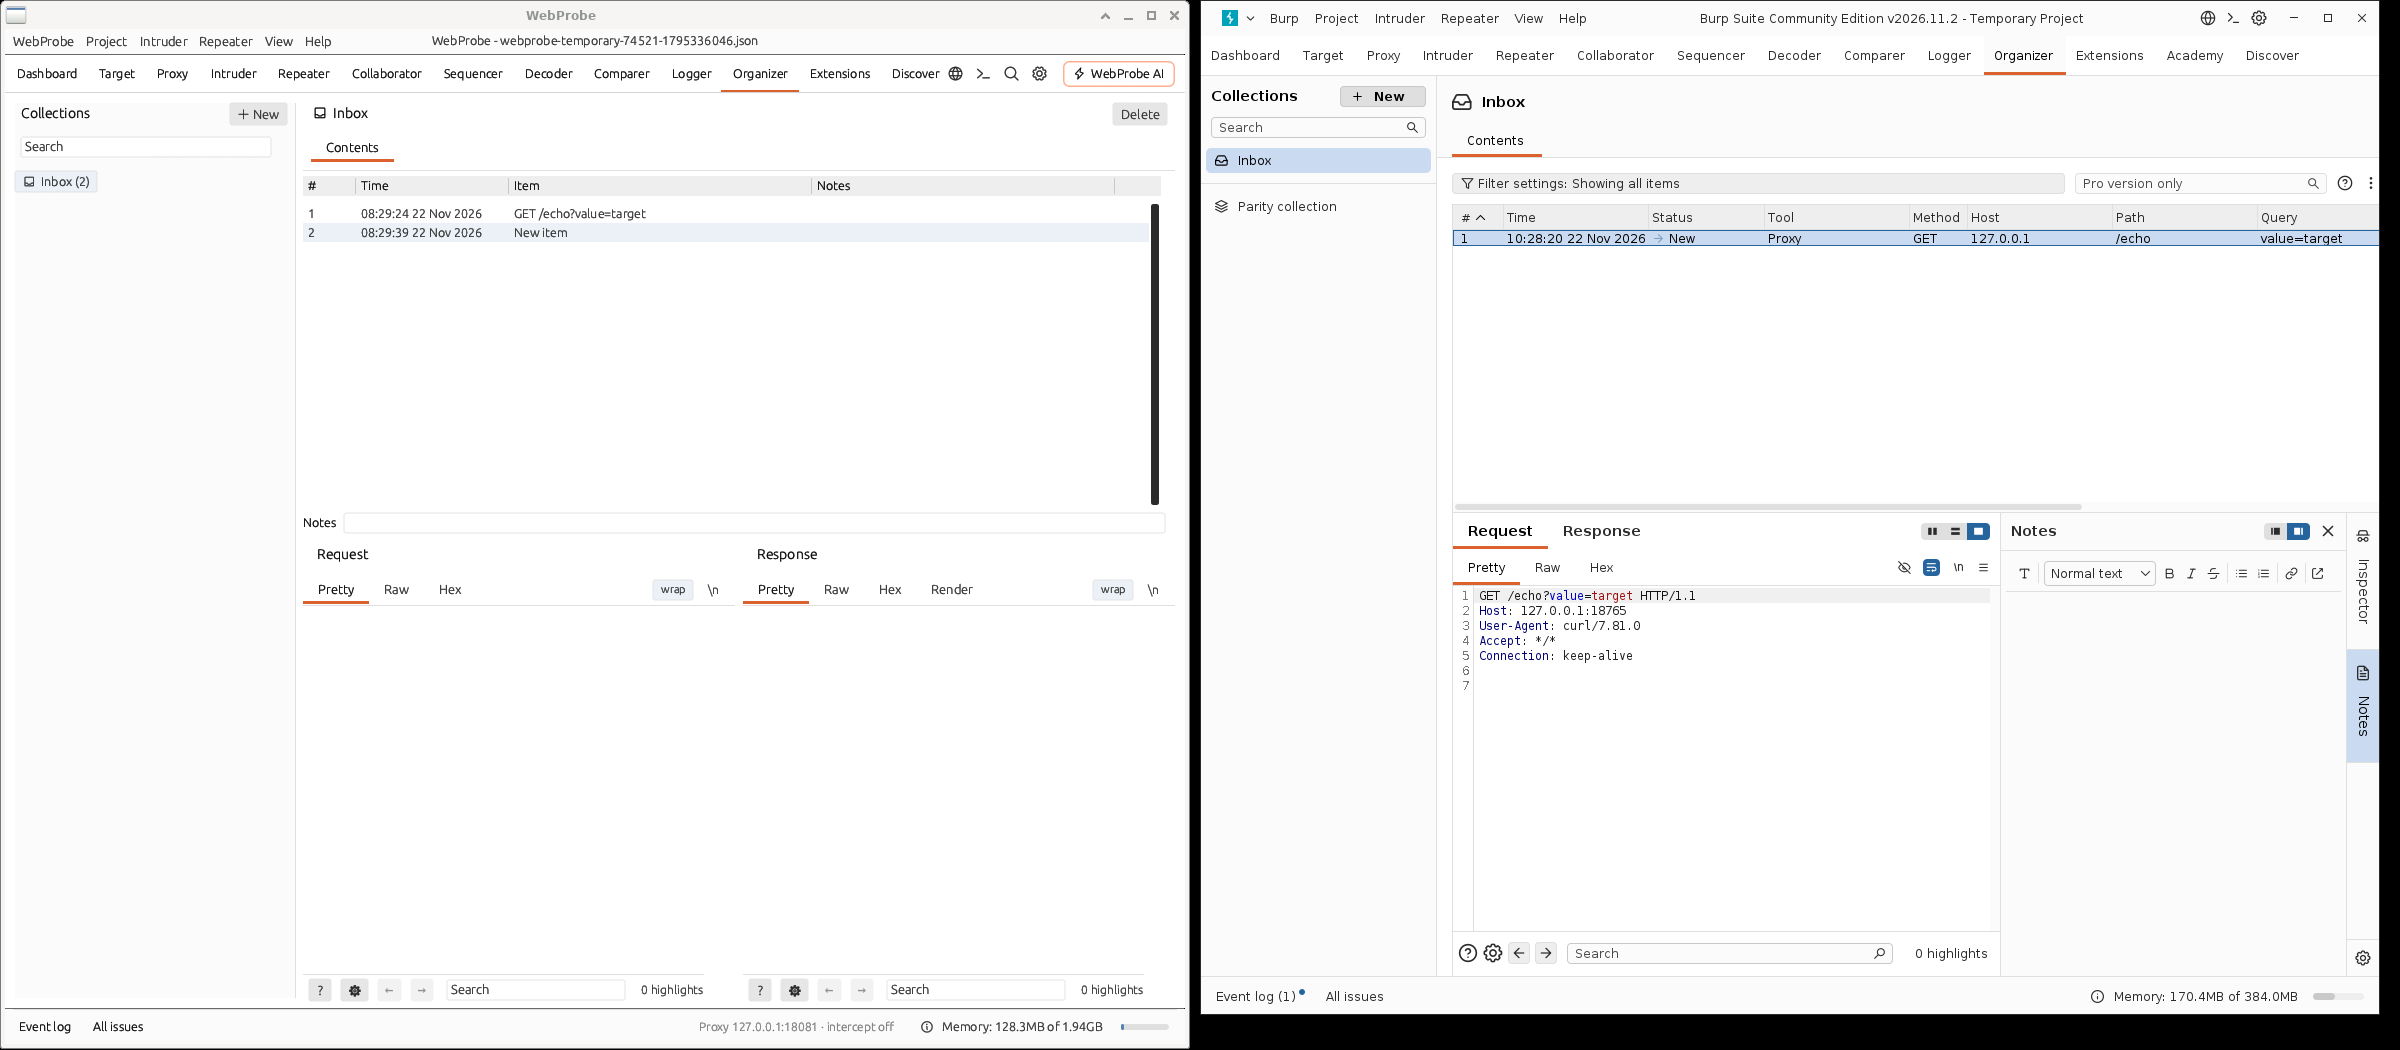 WebProbe
WebProbe Project Intruder Repeater View Help WebProbe - webprobe-temporary-74521-1795336046.json
Dashboard Target Proxy Intruder Repeater Collaborator Sequencer Decoder Comparer Logger Organizer Extensions Discover WebProbe AI
Collections + New
Search
Inbox (2)
Inbox Delete
Contents
# Time Item Notes
1 08:29:24 22 Nov 2026 GET /echo?value=target
2 08:29:39 22 Nov 2026 New item
Notes
Request
Pretty Raw Hex wrap \n
Response
Pretty Raw Hex Render wrap \n
? ← → Search 0 highlights
? ← → Search 0 highlights
Event log All issues Proxy 127.0.0.1:18081 · intercept off Memory: 128.3MB of 1.94GB
Burp Project Intruder Repeater View Help Burp Suite Community Edition v2026.11.2 - Temporary Project
Dashboard Target Proxy Intruder Repeater Collaborator Sequencer Decoder Comparer Logger Organizer Extensions Academy Discover
Collections + New
Search
Inbox
Parity collection
Inbox
Contents
Filter settings: Showing all items Pro version only ?
# Time Status Tool Method Host Path Query
1 10:28:20 22 Nov 2026 → New Proxy GET 127.0.0.1 /echo value=target
Request Response
Pretty Raw Hex \n
1 GET /echo?value=target HTTP/1.1
2 Host: 127.0.0.1:18765
3 User-Agent: curl/7.81.0
4 Accept: */*
5 Connection: keep-alive
6
7
? ← → Search 0 highlights
Notes
T Normal text B I S
Inspector
Notes
Event log (1) All issues Memory: 170.4MB of 384.0MB